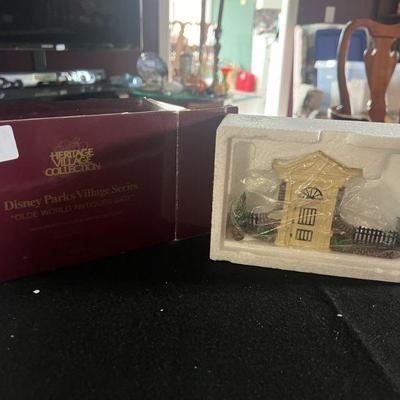 HERITAGE
VILLAGE
COLLECTION
Disney Parks Village Series
"OLDE WORLD ANTIQUES GATE"